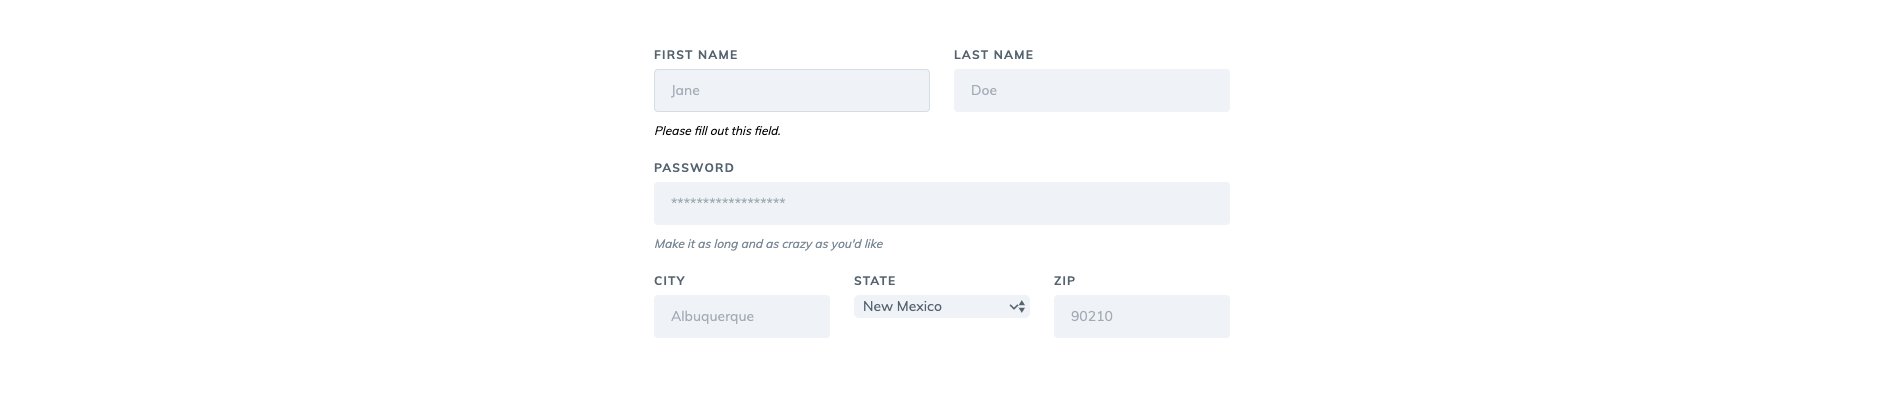 FIRST NAME LAST NAME
Jane Doe
Please fill out this field.
PASSWORD
******************
Make it as long and as crazy as you'd like
CITY STATE ZIP
Albuquerque New Mexico 90210